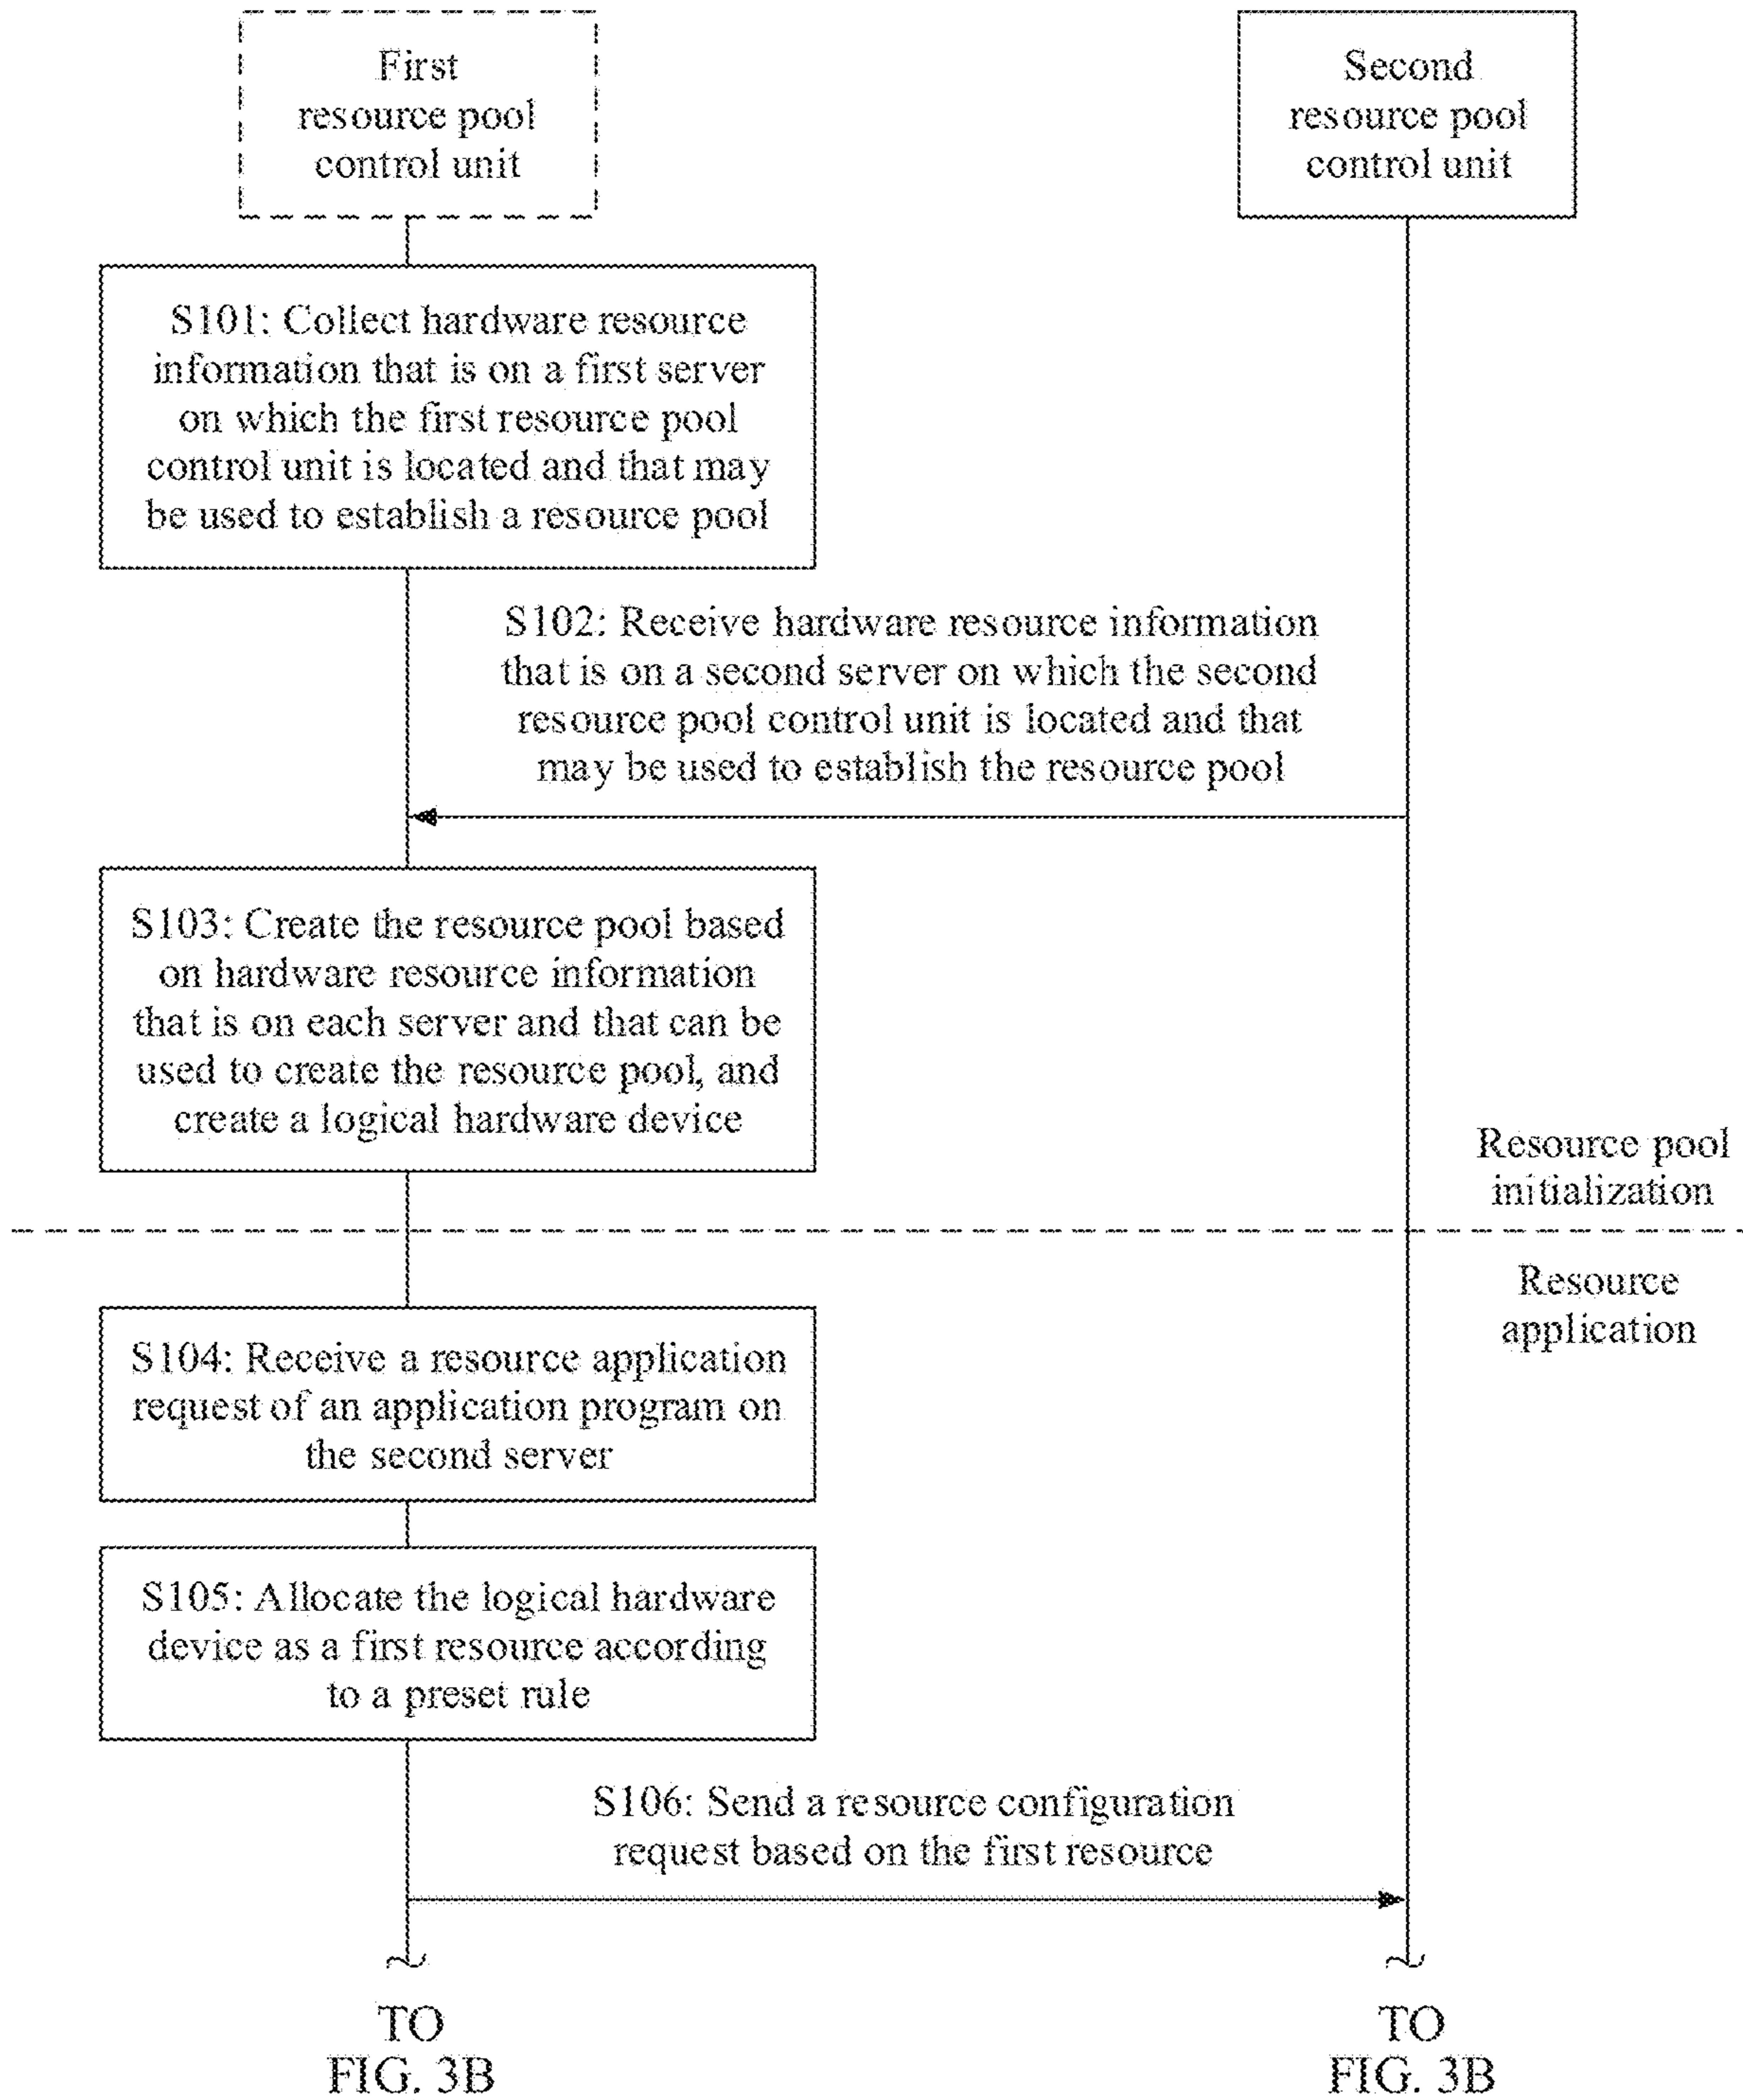 First
resource pool
control unit
Second
resource pool
control unit
S101: Collect hardware resource
information that is on a first server
on which the first resource pool
control unit is located and that may
be used to establish a resource pool
S102: Receive hardware resource information
that is on a second server on which the second
resource pool control unit is located and that
may be used to establish the resource pool
S103: Create the resource pool based
on hardware resource information
that is on each server and that can be
used to create the resource pool, and
create a logical hardware device
Resource pool
initialization
Resource
application
S104: Receive a resource application
request of an application program on
the second server
S105: Allocate the logical hardware
device as a first resource according
to a preset rule
S106: Send a resource configuration
request based on the first resource
TO
FIG. 3B
TO
FIG. 3B